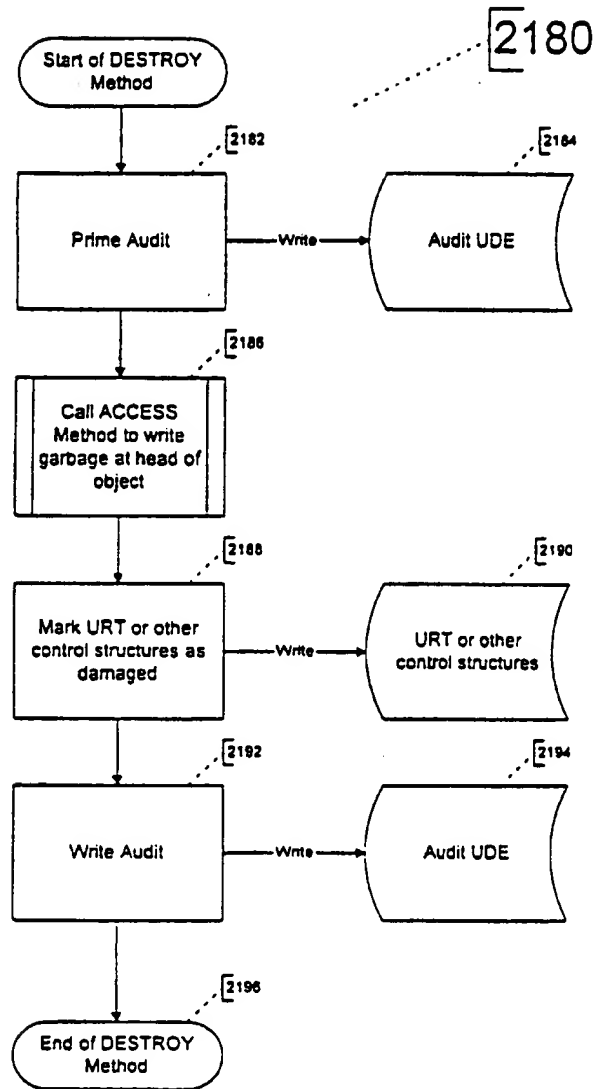 2180
Start of DESTROY
Method
2182
2184
Prime Audit
Write
Audit UDE
2186
Call ACCESS
Method to write
garbage at head of
object
2188
2190
Mark URT or other
control structures as
damaged
Write
URT or other
control structures
2192
2194
Write Audit
Write
Audit UDE
2196
End of DESTROY
Method